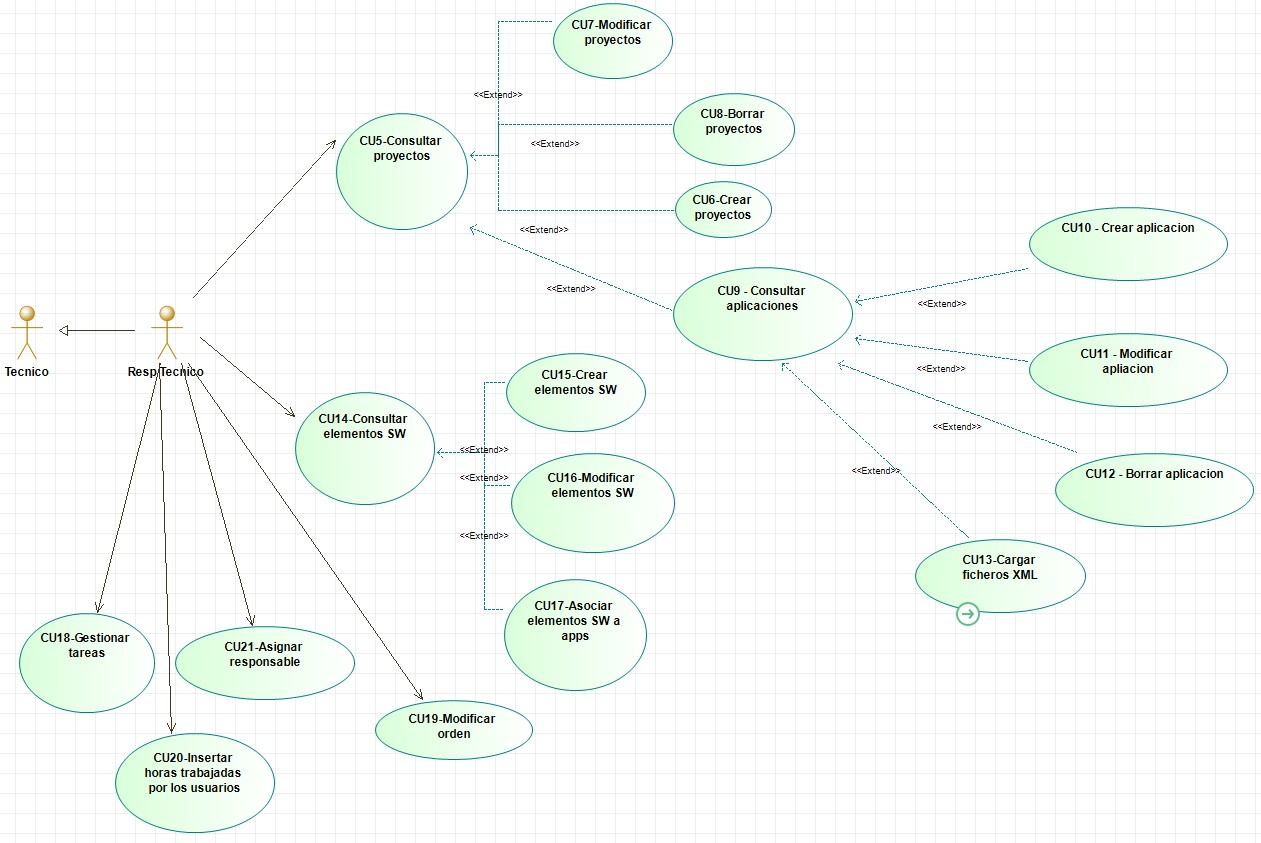 CU7-Modificar
proyectos
<<Extend>>
CU8-Borrar
proyectos
CU5-Consultar
proyectos
<<Extend>>
CU6-Crear
proyectos
<<Extend>>
CU10 - Crear aplicacion
<<Extend>>
CU9 - Consultar
aplicaciones
<<Extend>>
Tecnico
Resp Tecnico
CU11 - Modificar
apliacion
<<Extend>>
CU15-Crear
elementos SW
CU14-Consultar
elementos SW
<<Extend>>
<<Extend>>
<<Extend>>
CU16-Modificar
elementos SW
<<Extend>>
<<Extend>>
CU12 - Borrar aplicacion
CU13-Cargar
ficheros XML
CU17-Asociar
elementos SW a
apps
CU18-Gestionar
tareas
CU21-Asignar
responsable
CU19-Modificar
orden
CU20-Insertar
horas trabajadas
por los usuarios